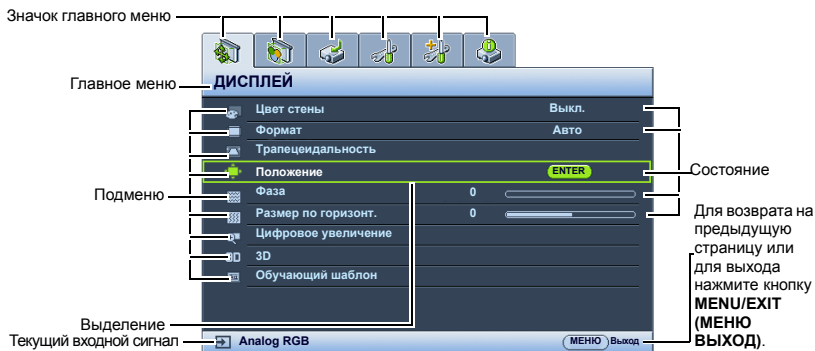 Значок главного меню
Главное меню
ДИСПЛЕЙ
Цвет стены Выкл.
Формат Авто
Трапецеидальность
Положение ENTER
Состояние
Подменю
Фаза 0
Размер по горизонт. 0
Цифровое увеличение
3D 3D
Обучающий шаблон
Для возврата на
предыдущую
страницу или
для выхода
нажмите кнопку
MENU/EXIT
(МЕНЮ
ВЫХОД).
Выделение
Текущий входной сигнал
Analog RGB МЕНЮ Выход